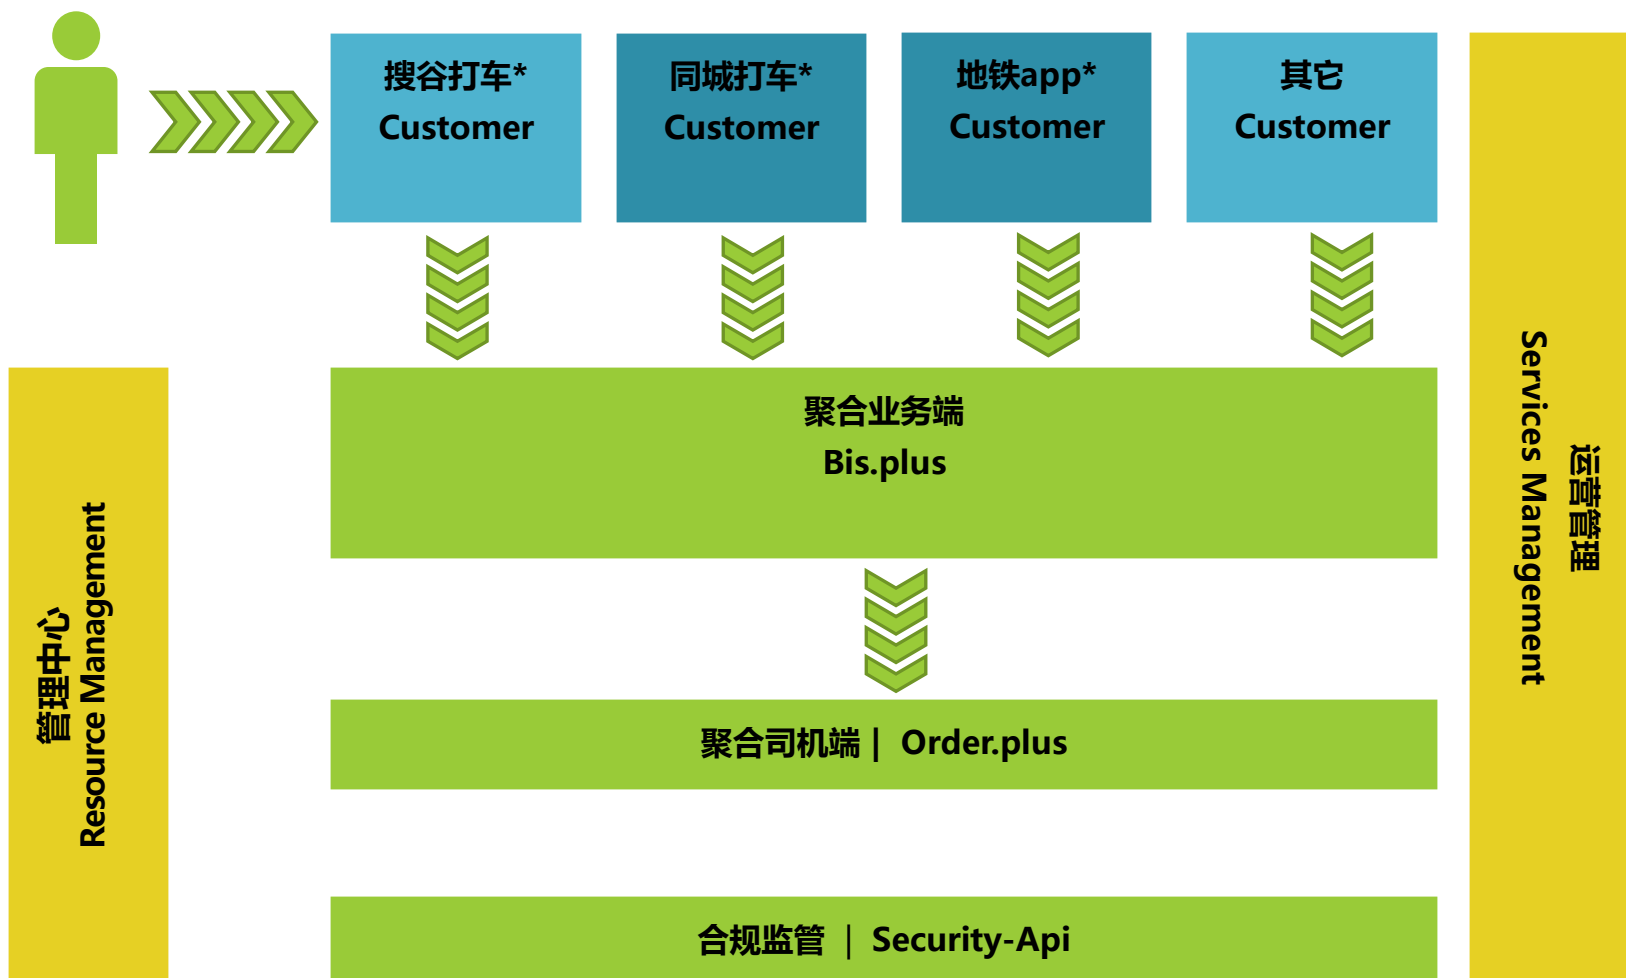 搜谷打车*
Customer
同城打车*
Customer
地铁app*
Customer
其它
Customer
聚合业务端
Bis.plus
聚合司机端 | Order.plus
合规监管 | Security-Api
管理中心
Resource Management
运营管理
Services Management